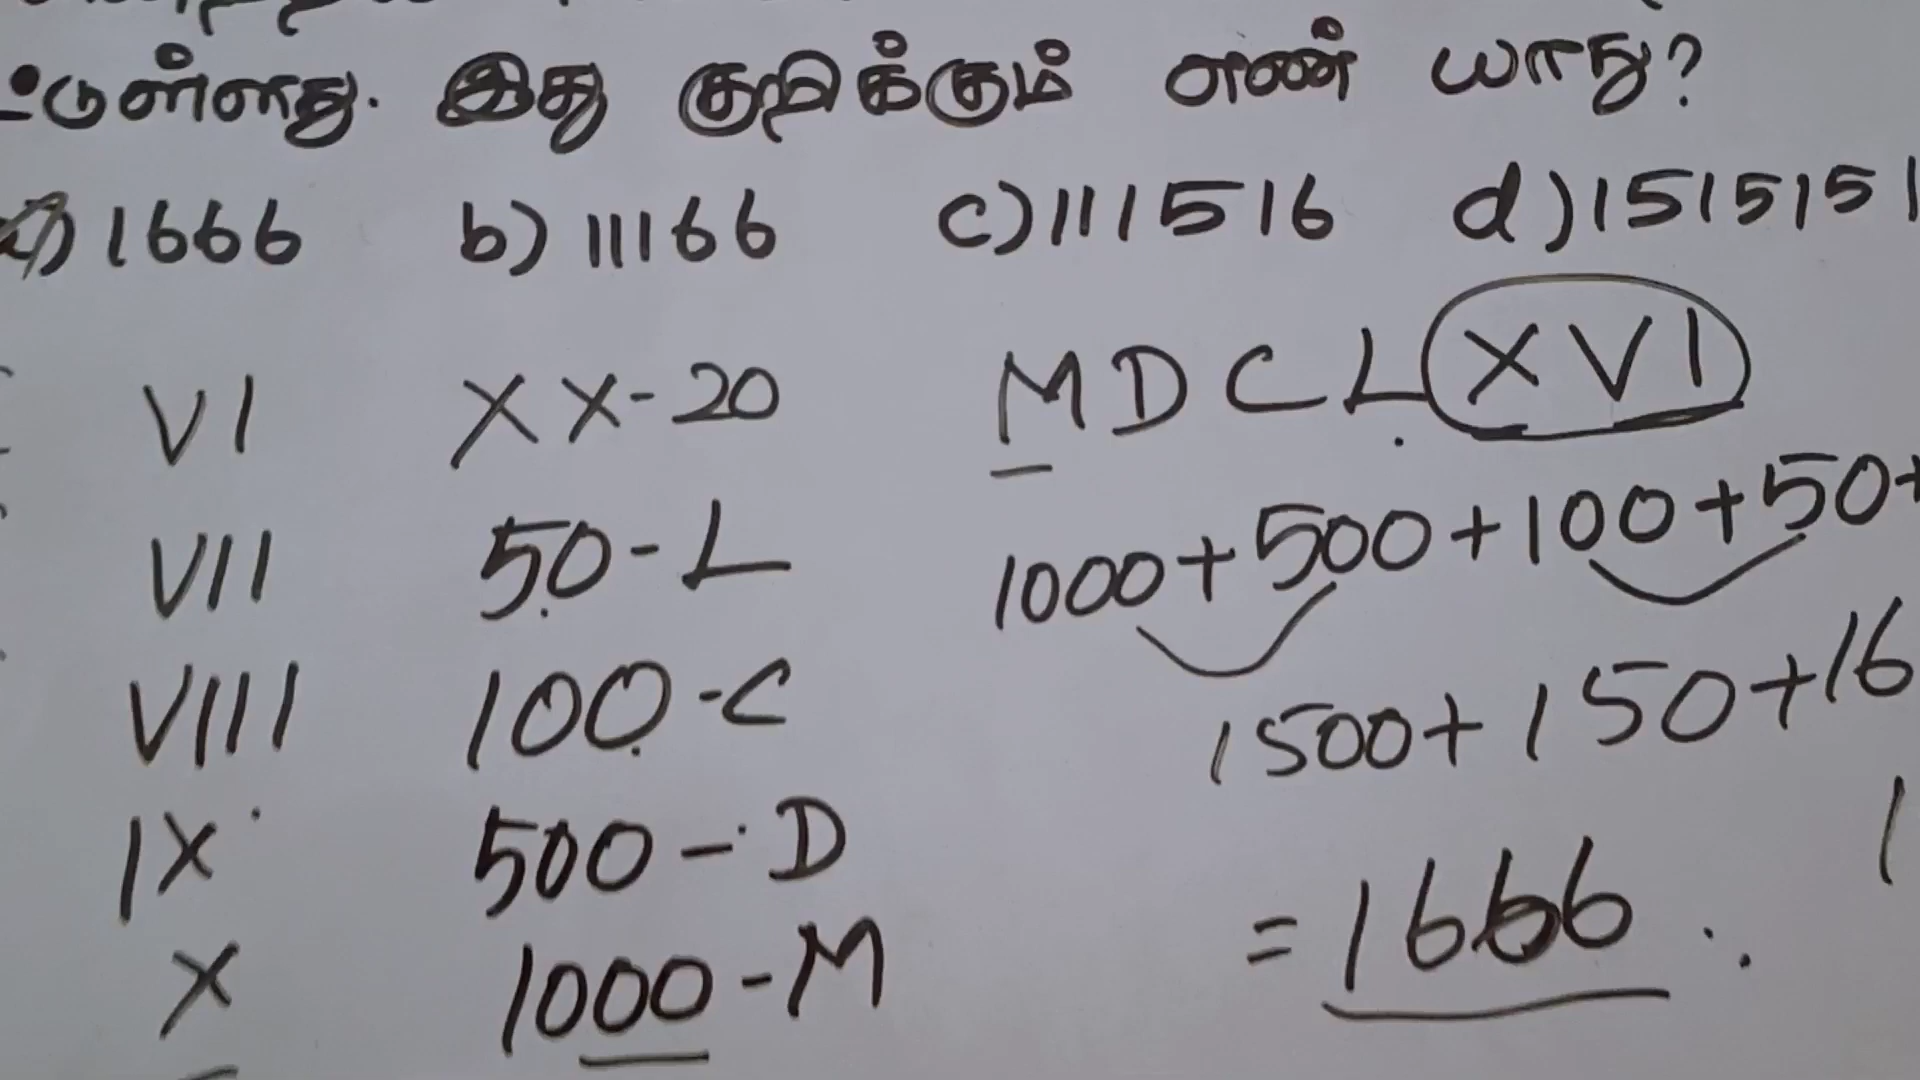 ட்டுள்ளது. இது குறிக்கும் எண் யாது?
a) 1666 b) 11166 c) 111516 d) 1515151
VI XX-20 MDCLXVI
VII 50-L 1000+500+100+50+
VIII 100-C 1500+150+16
IX 500-D =1666
X 1000-M